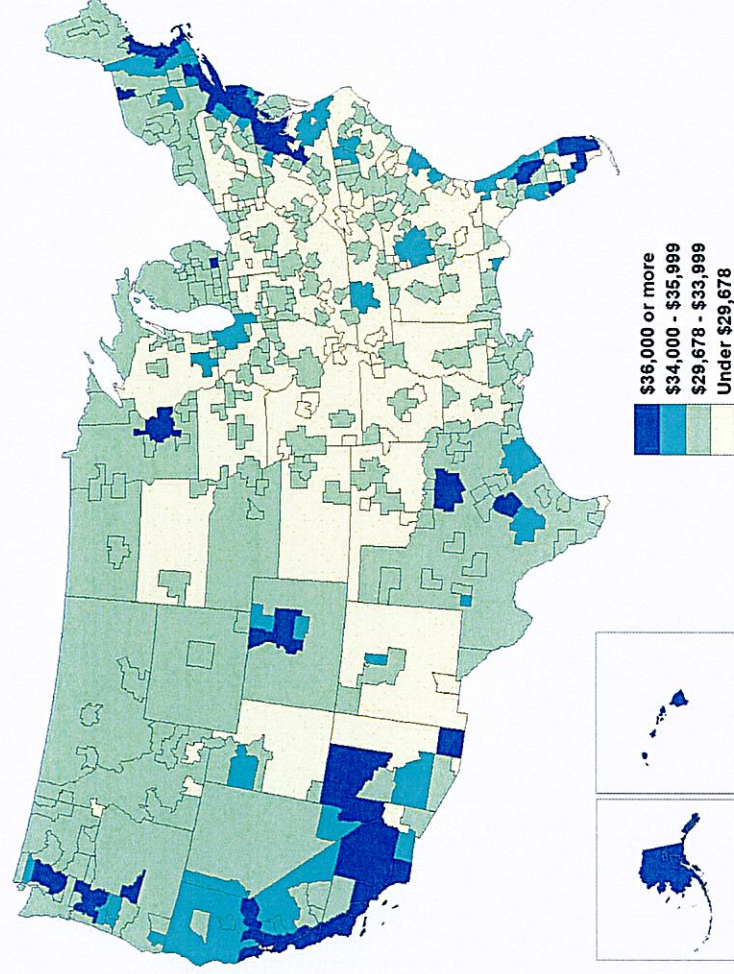 $36,000 or more
$34,000 - $35,999
$29,678 - $33,999
Under $29,678